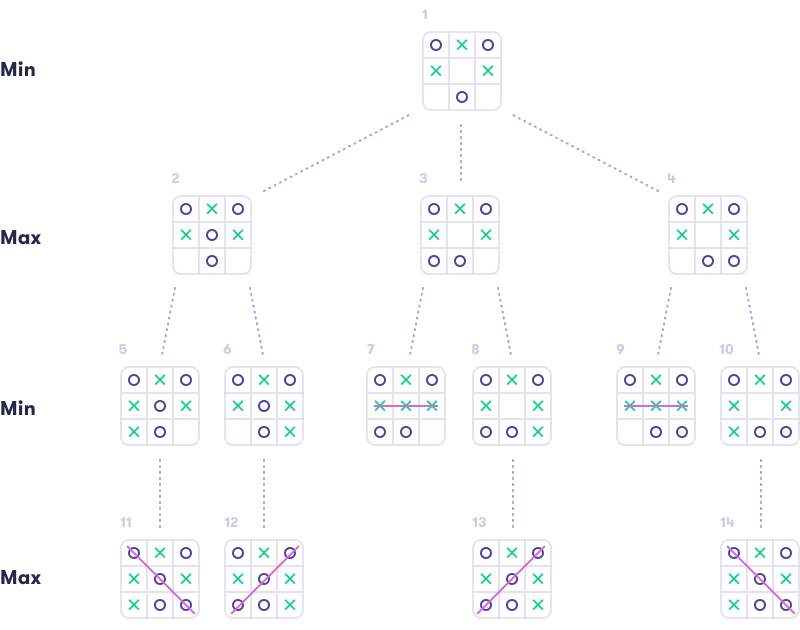 1
Min
O X O
X X
O
2
3
4
Max
O X O
O X O
O X O
X O X
X X
X X
O
O O
O O
5
6
7
8
9
10
Min
O X O
O X O
O X O
O X O
O X O
O X O
X O X
X O X
X X X
X X
X X X
X X
X O
O X
O O
O O X
O O
X O O
11
12
13
14
Max
O X O
O X O
O X O
O X O
X O X
X O X
X O X
X O X
X O O
O O X
O O X
X O O